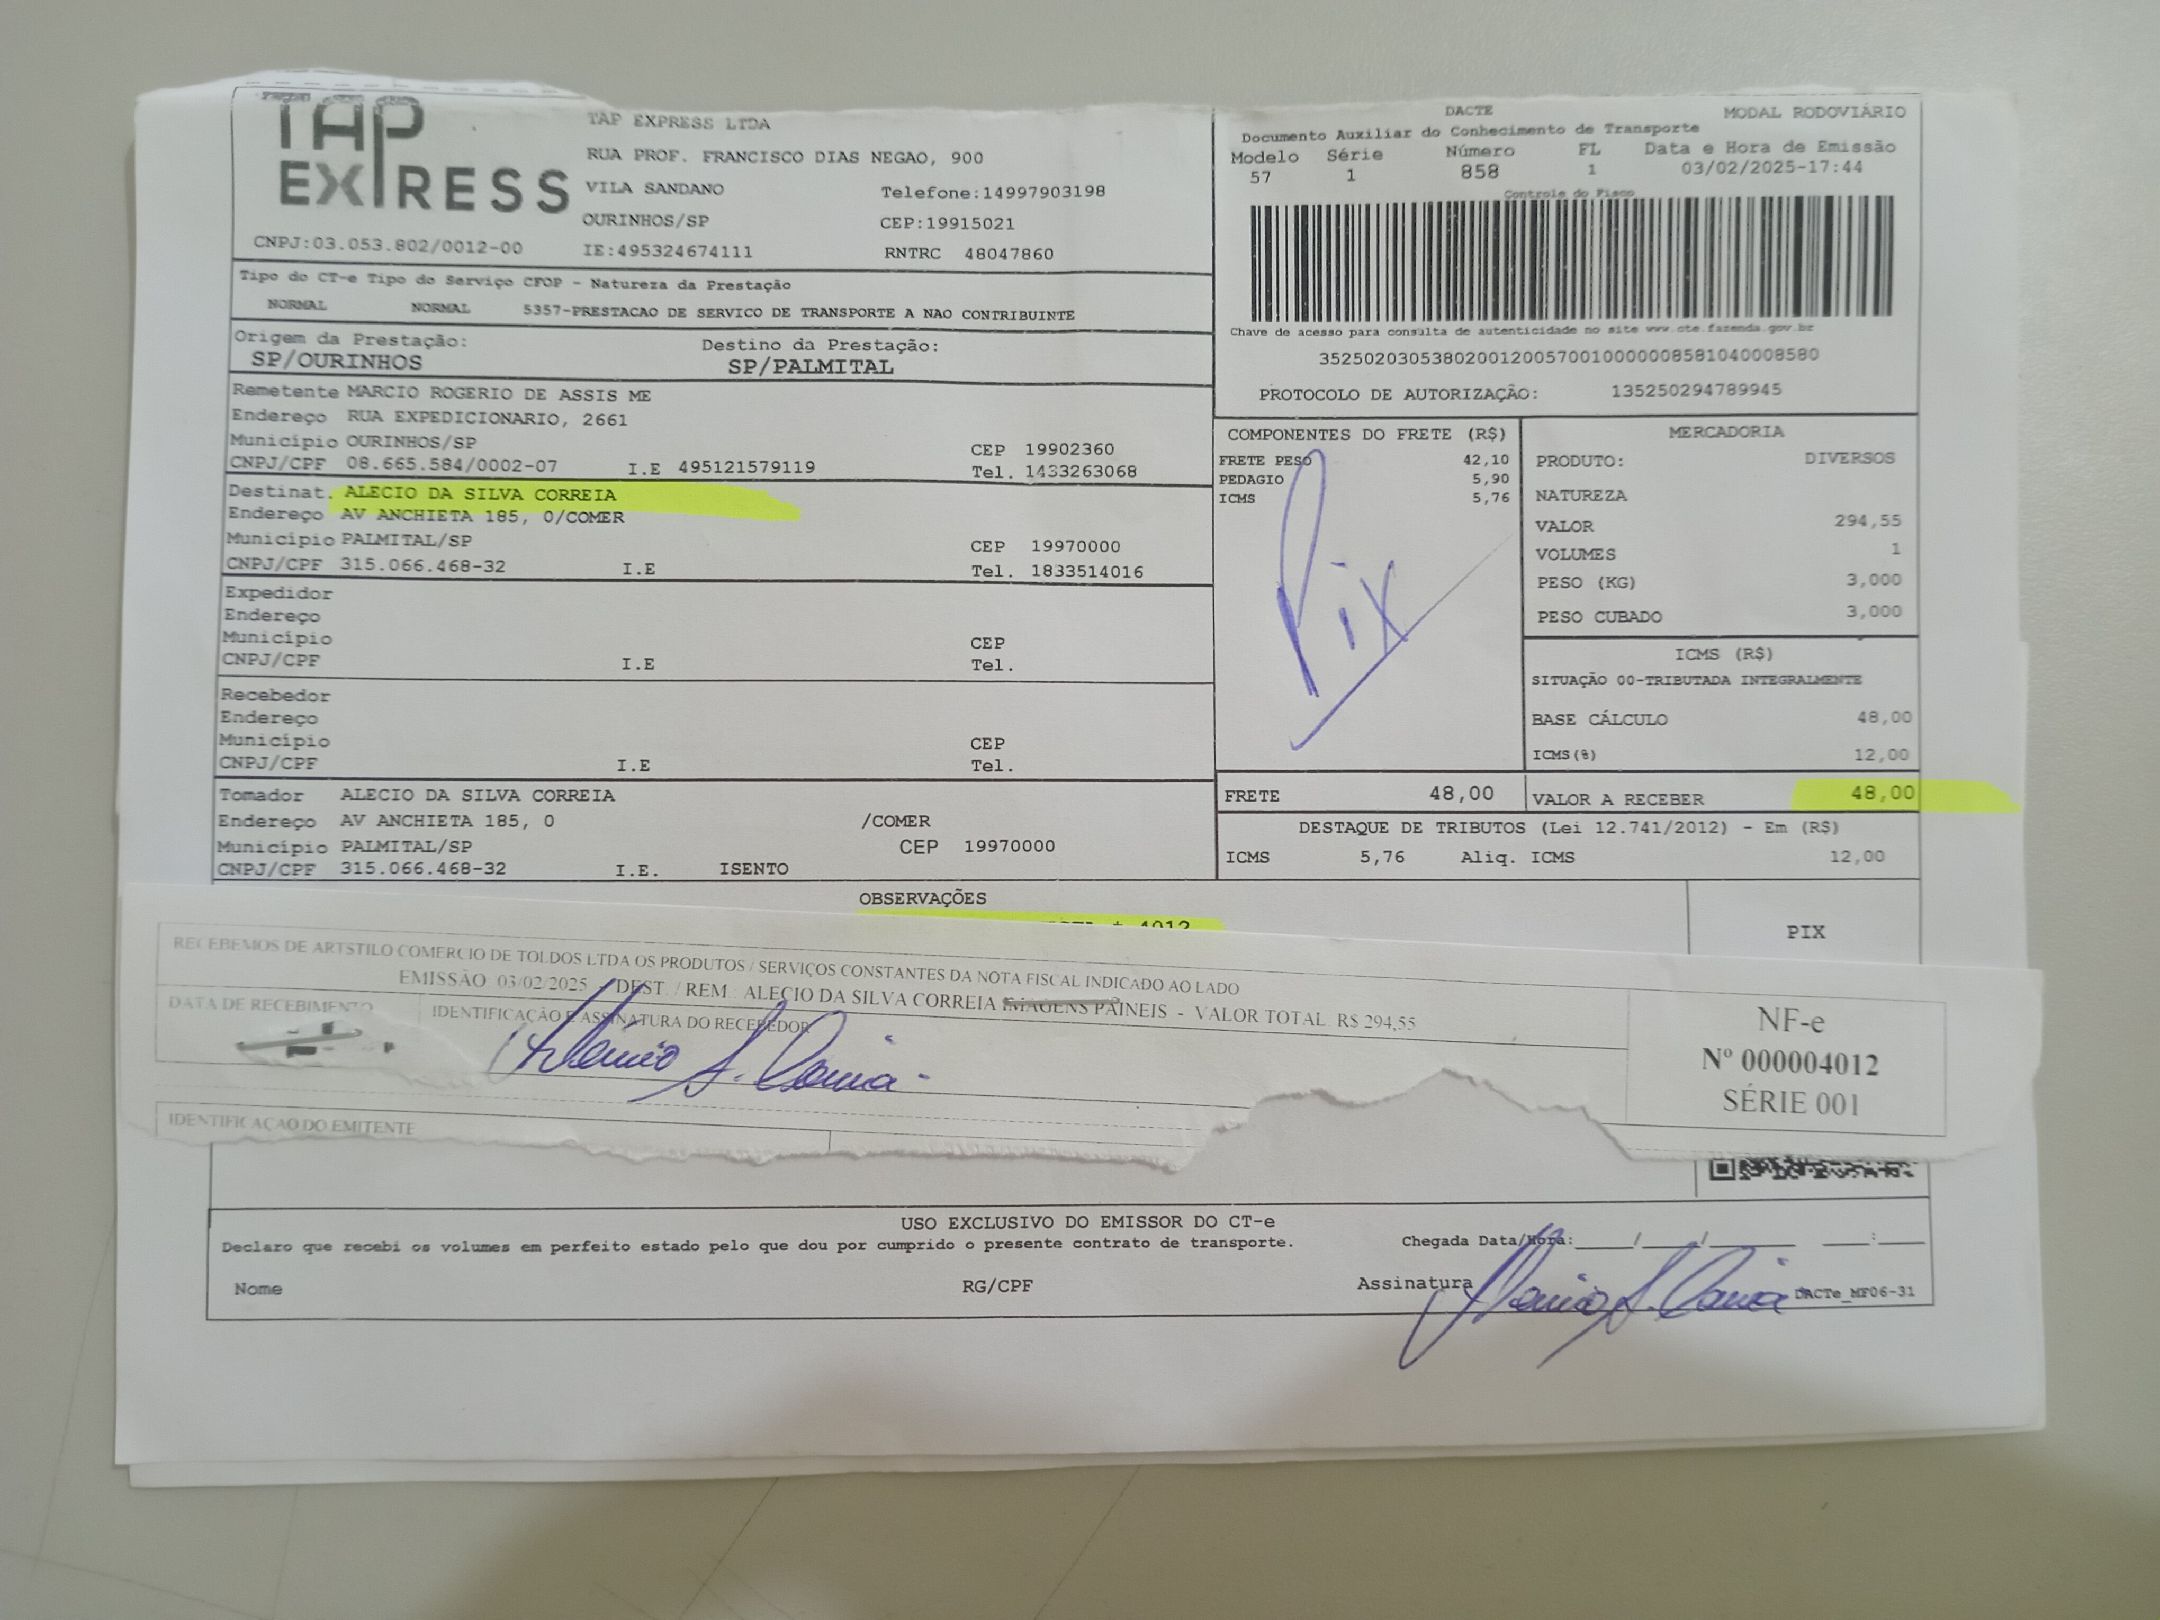 TAP EXPRESS
TAP EXPRESS LTDA
RUA PROF. FRANCISCO DIAS NEGAO, 900
VILA SANDANO Telefone:14997903198
OURINHOS/SP CEP:19915021
CNPJ:03.053.802/0012-00 IE:495324674111 RNTRC 48047860
DACTE MODAL RODOVIÁRIO
Documento Auxiliar do Conhecimento de Transporte
Modelo Série Número FL Data e Hora de Emissão
57 1 858 1 03/02/2025-17:44
Controle do Fisco
Chave de acesso para consulta de autenticidade no site www.cte.fazenda.gov.br
35250203053802001200570010000008581040008580
PROTOCOLO DE AUTORIZAÇÃO: 135250294789945
Tipo do CT-e Tipo do Serviço CFOP - Natureza da Prestação
NORMAL NORMAL 5357-PRESTACAO DE SERVICO DE TRANSPORTE A NAO CONTRIBUINTE
Origem da Prestação: Destino da Prestação:
SP/OURINHOS SP/PALMITAL
Remetente MARCIO ROGERIO DE ASSIS ME
Endereço RUA EXPEDICIONARIO, 2661
Município OURINHOS/SP CEP 19902360
CNPJ/CPF 08.665.584/0002-07 I.E 495121579119 Tel. 1433263068
Destinat. ALECIO DA SILVA CORREIA
Endereço AV ANCHIETA 185, 0/COMER
Município PALMITAL/SP CEP 19970000
CNPJ/CPF 315.066.468-32 I.E Tel. 1833514016
Expedidor
Endereço
Município CEP
CNPJ/CPF I.E Tel.
Recebedor
Endereço
Município CEP
CNPJ/CPF I.E Tel.
Tomador ALECIO DA SILVA CORREIA
Endereço AV ANCHIETA 185, 0 /COMER
Município PALMITAL/SP CEP 19970000
CNPJ/CPF 315.066.468-32 I.E. ISENTO
COMPONENTES DO FRETE (R$)
FRETE PESO 42,10
PEDAGIO 5,90
ICMS 5,76
Pix
MERCADORIA
PRODUTO: DIVERSOS
NATUREZA
VALOR 294,55
VOLUMES 1
PESO (KG) 3,000
PESO CUBADO 3,000
ICMS (R$)
SITUAÇÃO 00-TRIBUTADA INTEGRALMENTE
BASE CÁLCULO 48,00
ICMS(%) 12,00
FRETE 48,00 VALOR A RECEBER 48,00
DESTAQUE DE TRIBUTOS (Lei 12.741/2012) - Em (R$)
ICMS 5,76 Aliq. ICMS 12,00
OBSERVAÇÕES
4012
PIX
RECEBEMOS DE ARTSTILO COMERCIO DE TOLDOS LTDA OS PRODUTOS / SERVIÇOS CONSTANTES DA NOTA FISCAL INDICADO AO LADO
EMISSÃO 03/02/2025 - DEST. / REM.: ALECIO DA SILVA CORREIA IMAGENS PAINEIS - VALOR TOTAL R$ 294,55
DATA DE RECEBIMENTO IDENTIFICAÇÃO E ASSINATURA DO RECEBEDOR
NF-e
Nº 000004012
SÉRIE 001
IDENTIFICAÇAO DO EMITENTE
USO EXCLUSIVO DO EMISSOR DO CT-e
Declaro que recebi os volumes em perfeito estado pelo que dou por cumprido o presente contrato de transporte. Chegada Data/Hora:____/____/______ ____:____
Nome RG/CPF Assinatura DACTe_MF06-31